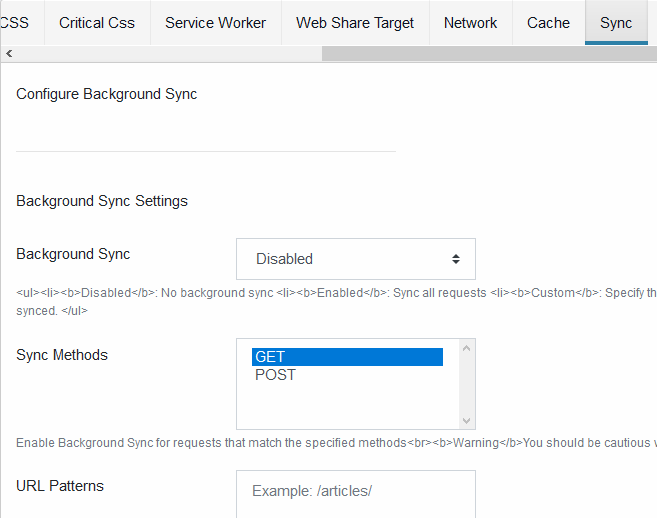 CSS Critical Css Service Worker Web Share Target Network Cache Sync
Configure Background Sync
Background Sync Settings
Background Sync Disabled
<ul><li><b>Disabled</b>: No background sync <li><b>Enabled</b>: Sync all requests <li><b>Custom</b>: Specify th
synced. </ul>
Sync Methods GET
POST
Enable Background Sync for requests that match the specified methods<br><b>Warning</b>You should be cautious
URL Patterns Example: /articles/